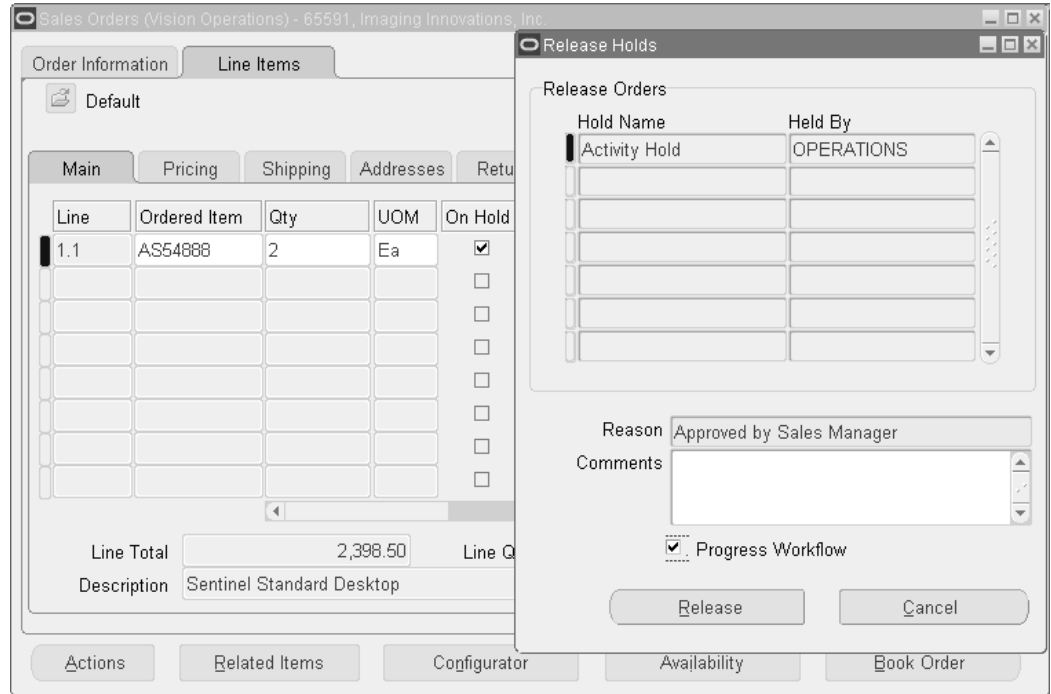 Sales Orders (Vision Operations) - 65591, Imaging Innovations, Inc.
Order Information
Line Items
Default
Main
Pricing
Shipping
Addresses
Retu
Line
Ordered Item
Qty
UOM
On Hold
1.1
AS54888
2
Ea
Line Total
2,398.50
Line Q
Description
Sentinel Standard Desktop
Actions
Related Items
Configurator
Availability
Book Order
Release Holds
Release Orders
Hold Name
Held By
Activity Hold
OPERATIONS
Reason
Approved by Sales Manager
Comments
Progress Workflow
Release
Cancel